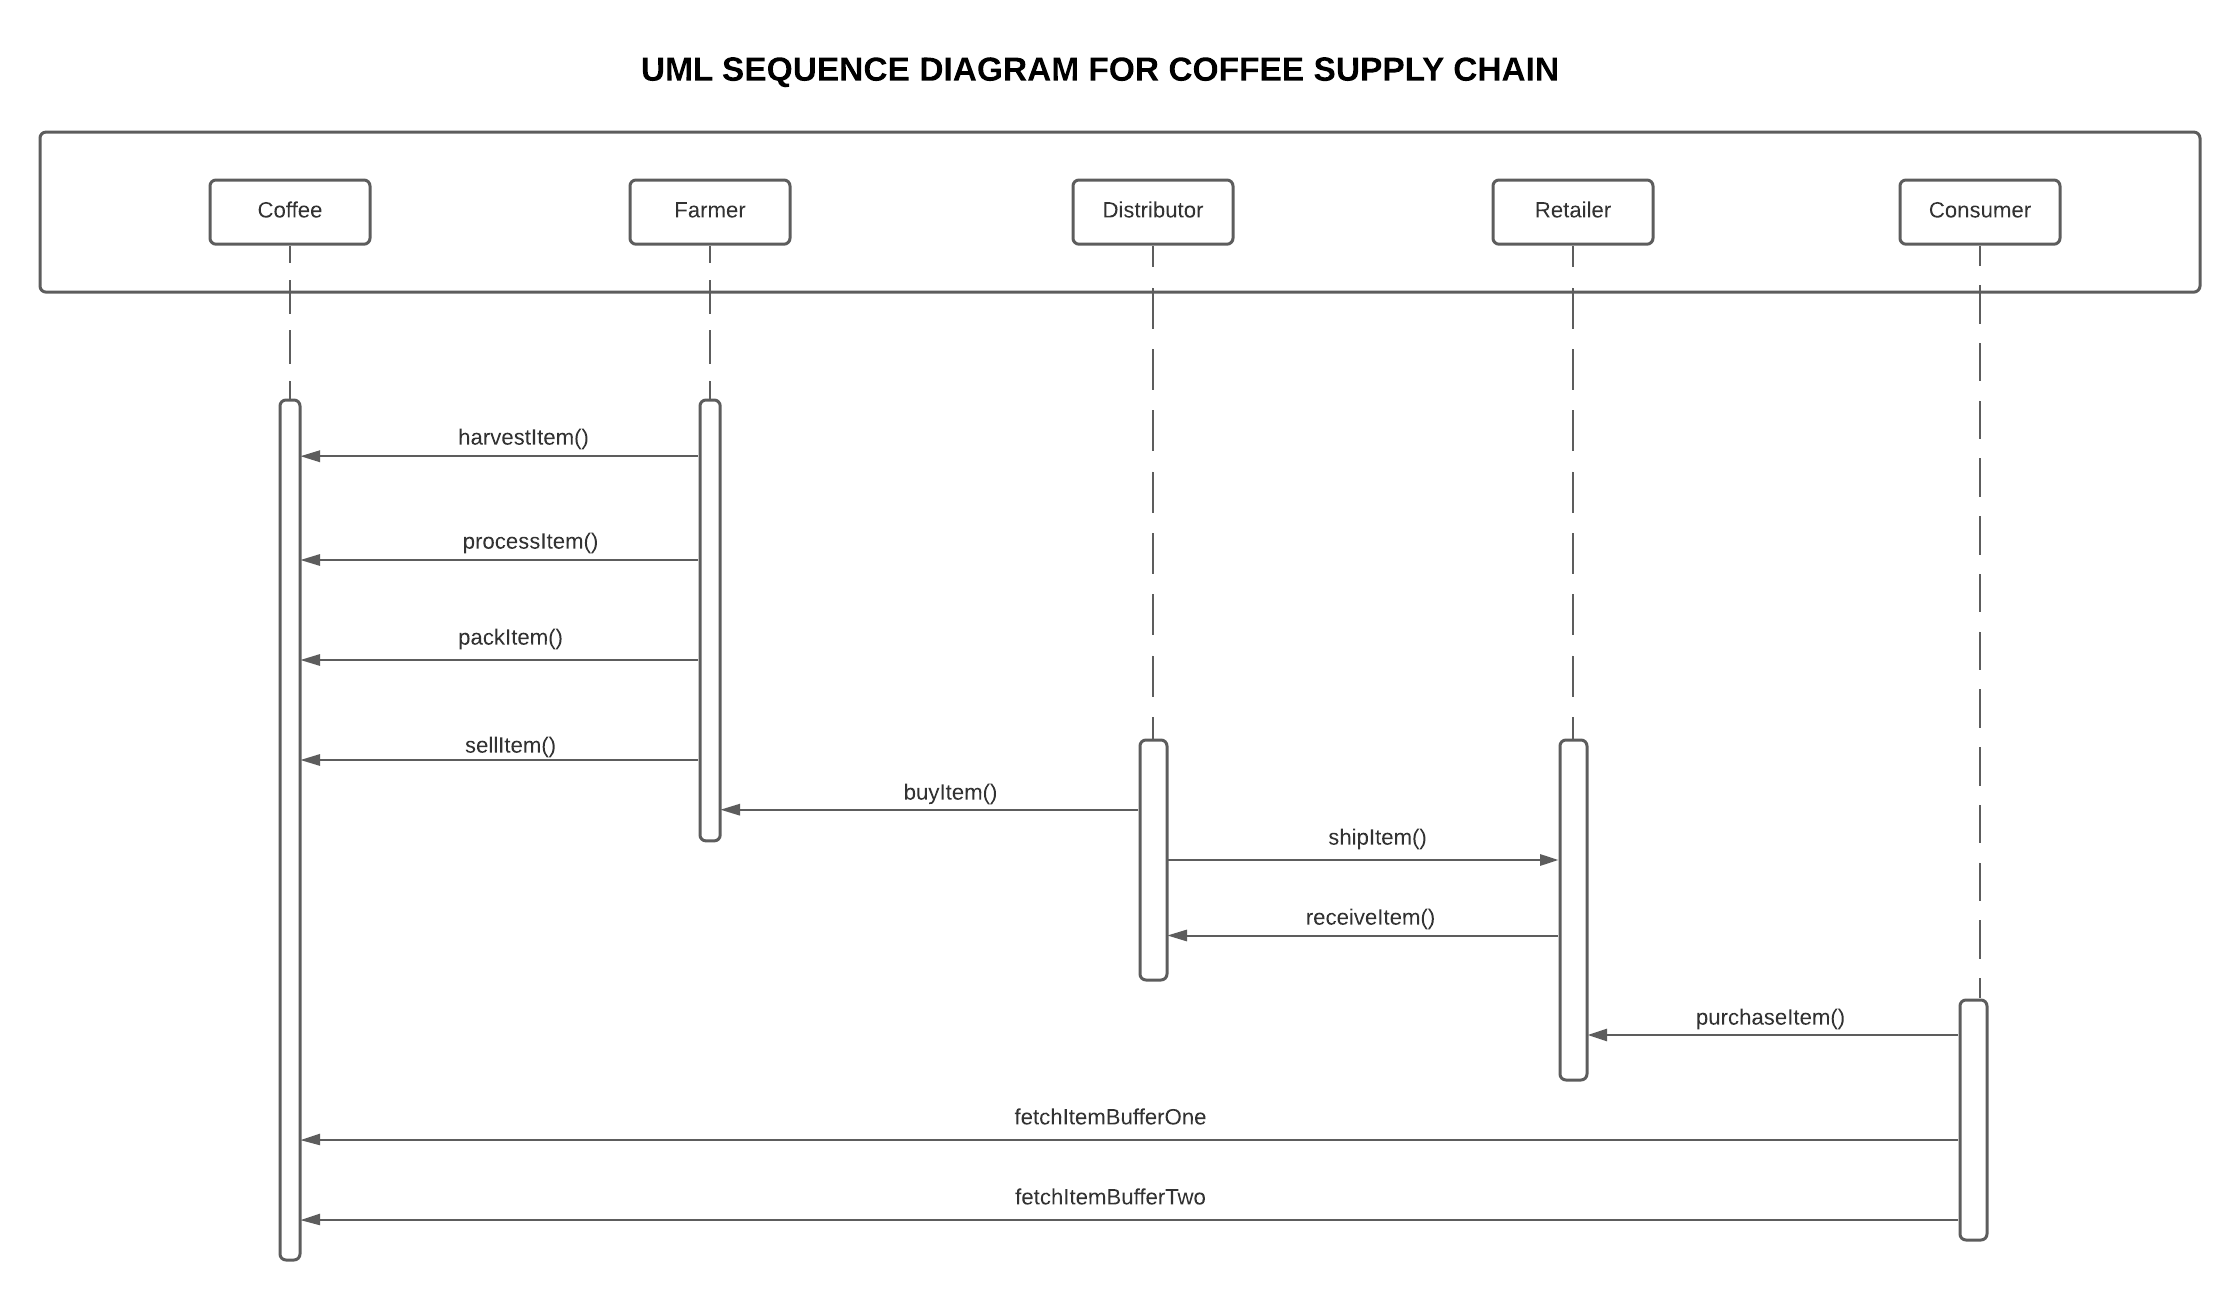 UML SEQUENCE DIAGRAM FOR COFFEE SUPPLY CHAIN
Coffee
Farmer
Distributor
Retailer
Consumer
harvestItem()
processItem()
packItem()
sellItem()
buyItem()
shipItem()
receiveItem()
purchaseItem()
fetchItemBufferOne
fetchItemBufferTwo